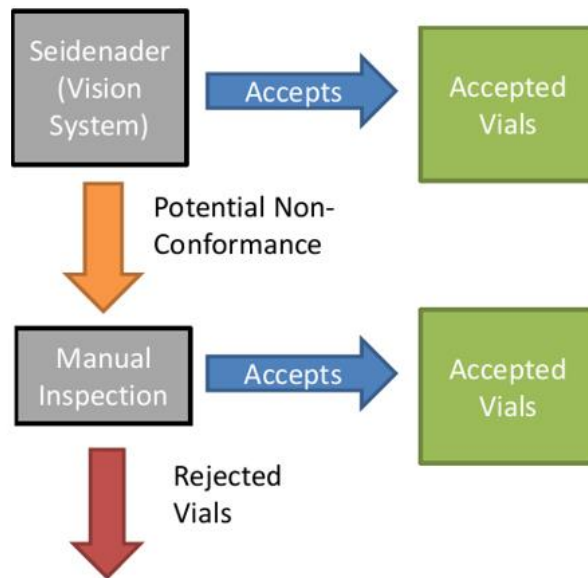 Seidenader
(Vision
System)
Accepts
Accepted
Vials
Potential Non-
Conformance
Manual
Inspection
Accepts
Accepted
Vials
Rejected
Vials